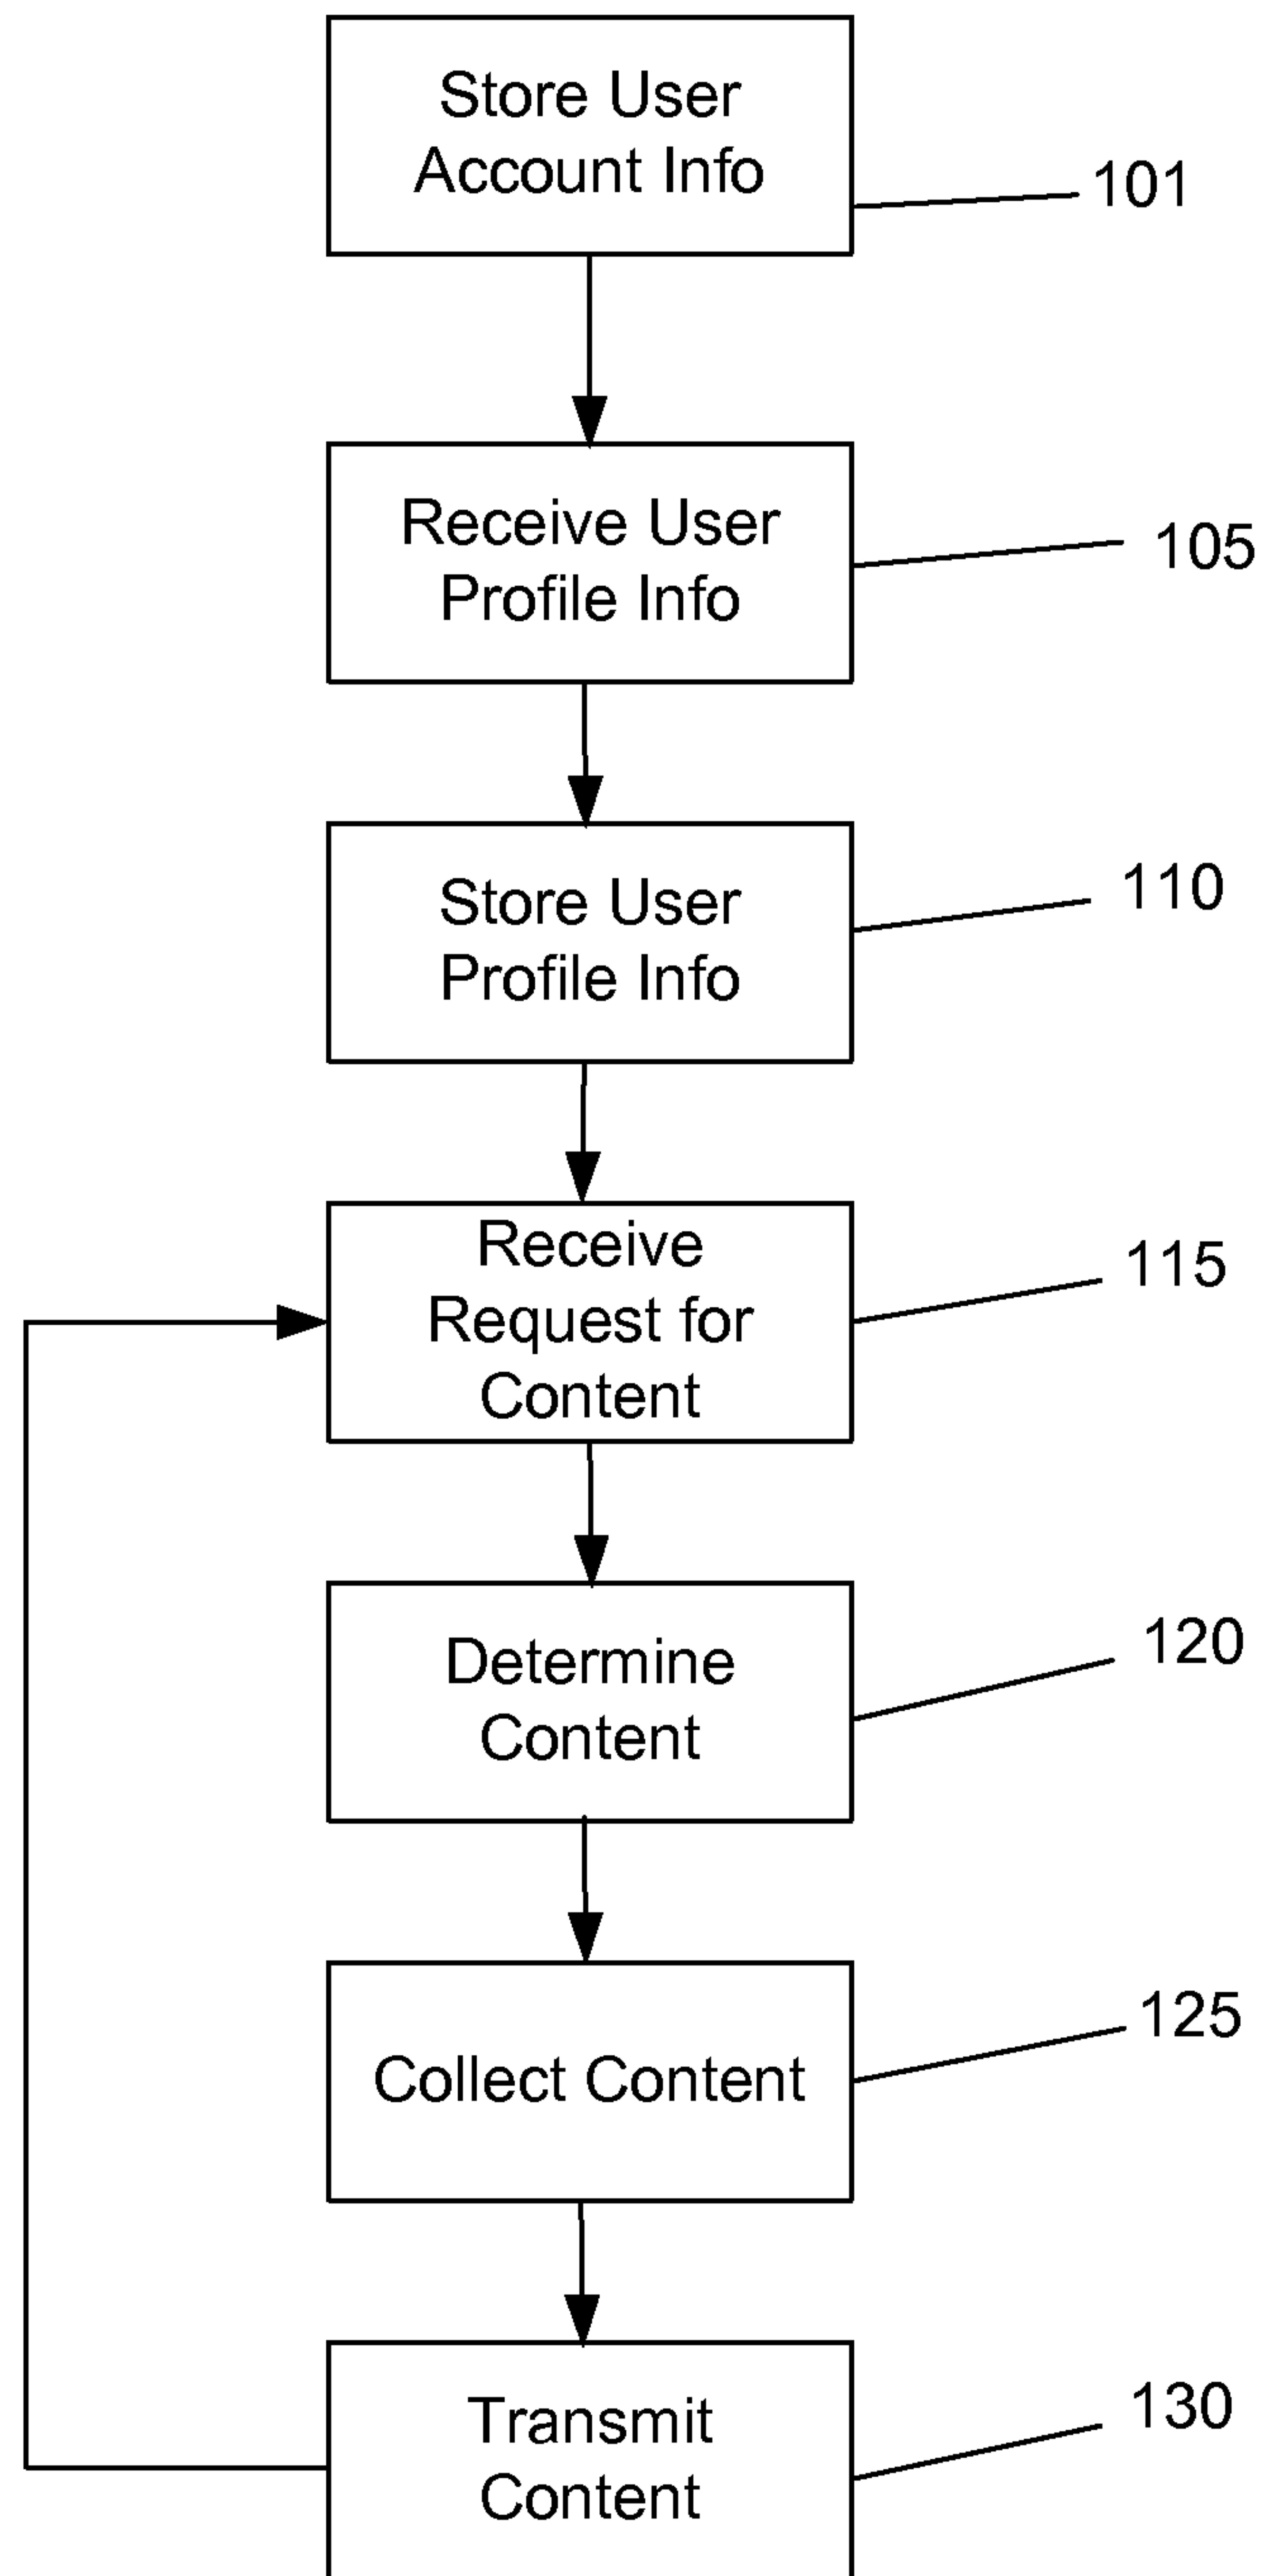 Store User
Account Info
101
Receive User
Profile Info
105
Store User
Profile Info
110
Receive
Request for
Content
115
Determine
Content
120
Collect Content
125
Transmit
Content
130